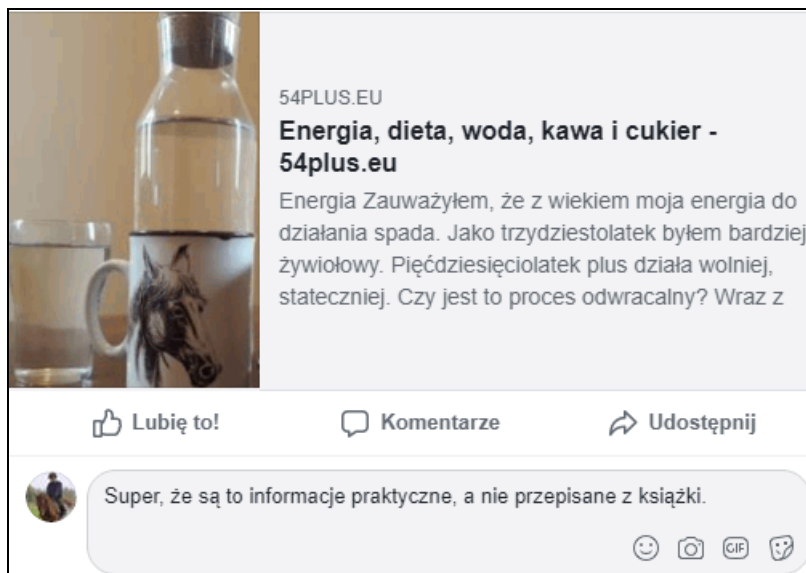 54PLUS.EU
Energia, dieta, woda, kawa i cukier -
54plus.eu
Energia Zauważyłem, że z wiekiem moja energia do
działania spada. Jako trzydziestolatek byłem bardziej
żywiołowy. Pięćdziesięciolatek plus działa wolniej,
stateczniej. Czy jest to proces odwracalny? Wraz z
Lubię to!
Komentarze
Udostępnij
Super, że są to informacje praktyczne, a nie przepisane z książki.
GIF